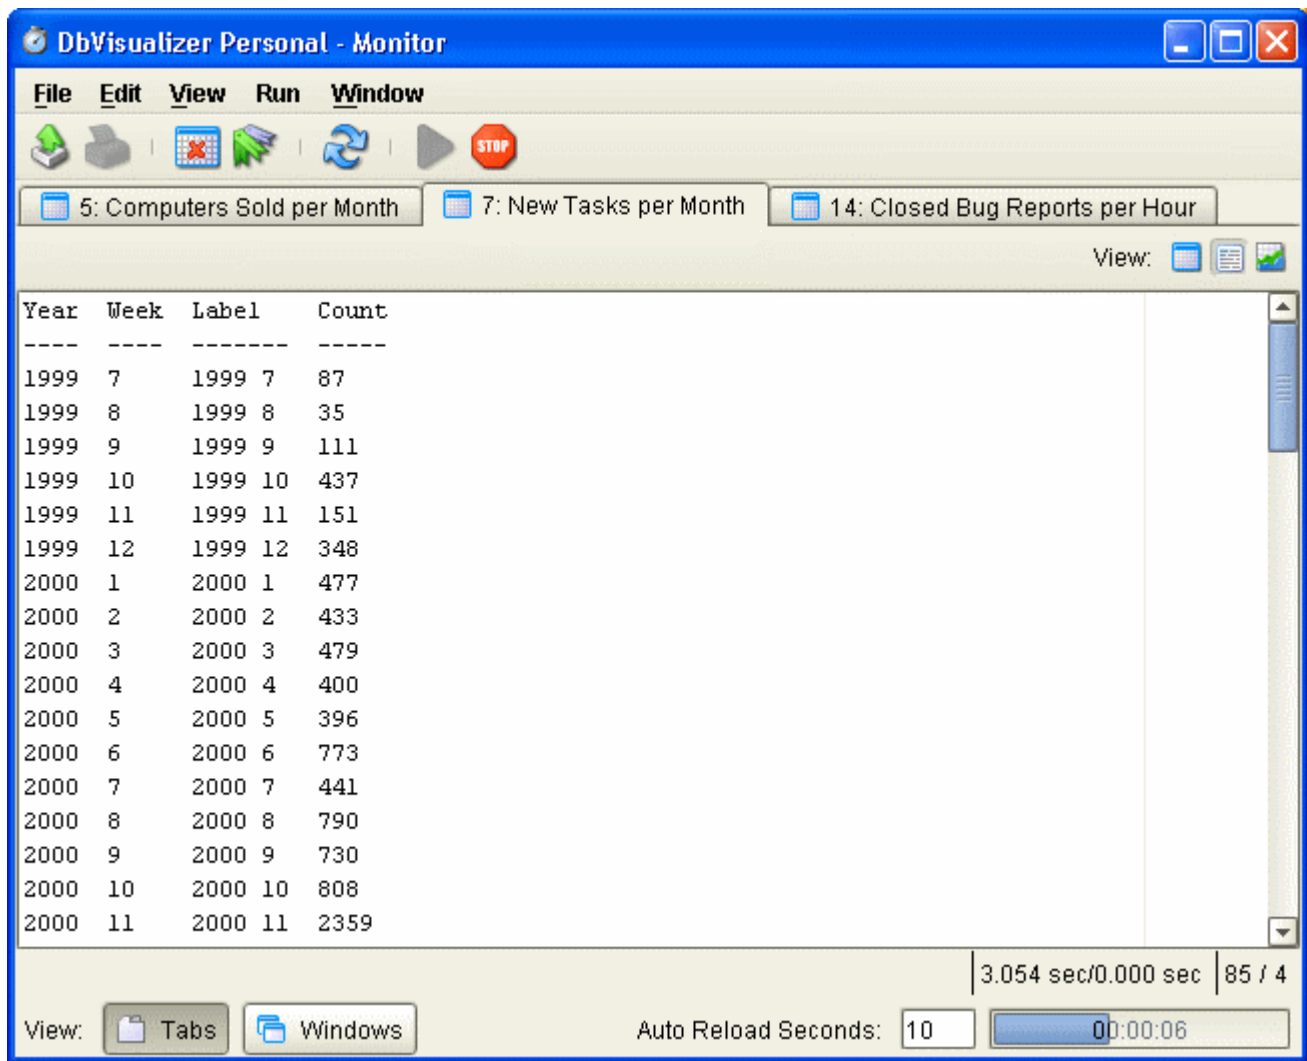 DbVisualizer Personal - Monitor
File Edit View Run Window
STOP
5: Computers Sold per Month 7: New Tasks per Month 14: Closed Bug Reports per Hour
View:
Year Week Label Count
---- ---- ------- -----
1999 7 1999 7 87
1999 8 1999 8 35
1999 9 1999 9 111
1999 10 1999 10 437
1999 11 1999 11 151
1999 12 1999 12 348
2000 1 2000 1 477
2000 2 2000 2 433
2000 3 2000 3 479
2000 4 2000 4 400
2000 5 2000 5 396
2000 6 2000 6 773
2000 7 2000 7 441
2000 8 2000 8 790
2000 9 2000 9 730
2000 10 2000 10 808
2000 11 2000 11 2359
3.054 sec/0.000 sec 85 / 4
View: Tabs Windows Auto Reload Seconds: 10 00:00:06